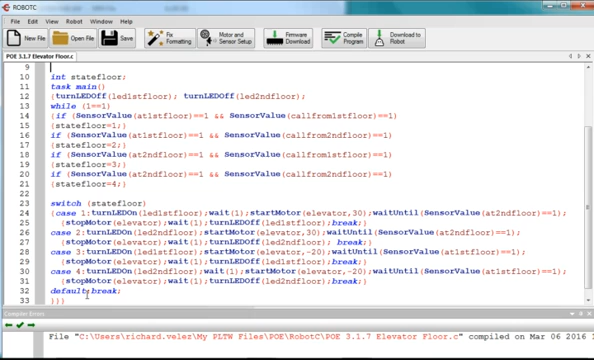 ROBOTC
File Edit View Robot Window Help
New File Open File Save Fix Formatting Motor and Sensor Setup Firmware Download Compile Program Download to Robot
POE 3.1.7 Elevator Floor.c
9
10 int statefloor;
11 task main()
12 {turnLEDOff(led1stfloor); turnLEDOff(led2ndfloor);
13 while (1==1)
14 {if (SensorValue(at1stfloor)==1 && SensorValue(callfrom1stfloor)==1)
15 {statefloor=1;}
16 if (SensorValue(at1stfloor)==1 && SensorValue(callfrom2ndfloor)==1)
17 {statefloor=2;}
18 if (SensorValue(at2ndfloor)==1 && SensorValue(callfrom1stfloor)==1)
19 {statefloor=3;}
20 if (SensorValue(at2ndfloor)==1 && SensorValue(callfrom2ndfloor)==1)
21 {statefloor=4;}
22
23 switch (statefloor)
24 {case 1:turnLEDOn(led1stfloor);wait(1);startMotor(elevator,30);waitUntil(SensorValue(at2ndfloor)==1);
25 {stopMotor(elevator);wait(1);turnLEDOff(led1stfloor);break;}
26 case 2:turnLEDOn(led2ndfloor);startMotor(elevator,30);waitUntil(SensorValue(at2ndfloor)==1);
27 {stopMotor(elevator);wait(1);turnLEDOff(led2ndfloor); break;}
28 case 3:turnLEDOn(led1stfloor);startMotor(elevator,-20);waitUntil(SensorValue(at1stfloor)==1);
29 {stopMotor(elevator);wait(1);turnLEDOff(led1stfloor);break;}
30 case 4:turnLEDOn(led2ndfloor);wait(1);startMotor(elevator,-20);waitUntil(SensorValue(at1stfloor)==1);
31 {stopMotor(elevator);wait(1);turnLEDOff(led2ndfloor);break;}
32 default:break;
33 }}}
Compiler Errors
File "C:\Users\richard.velez\My PLTW Files\POE\RobotC\POE 3.1.7 Elevator Floor.c" compiled on Mar 06 2016